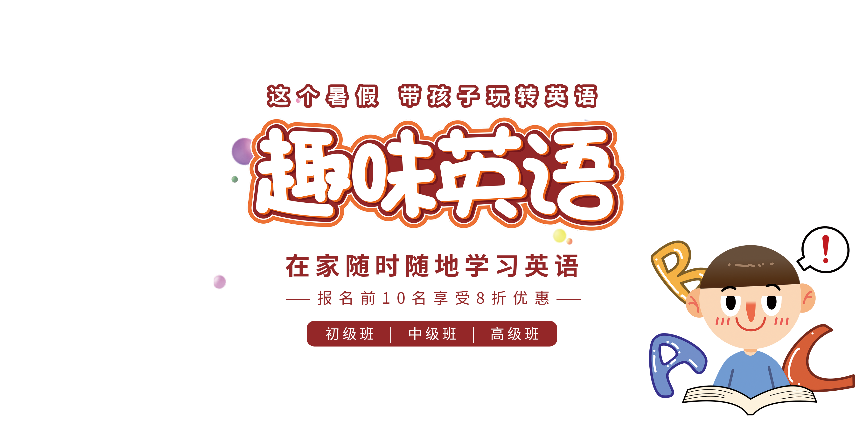 这个暑假 带孩子玩转英语
趣味英语
在家随时随地学习英语
报名前10名享受8折优惠
初级班 | 中级班 | 高级班
B
!
A
C